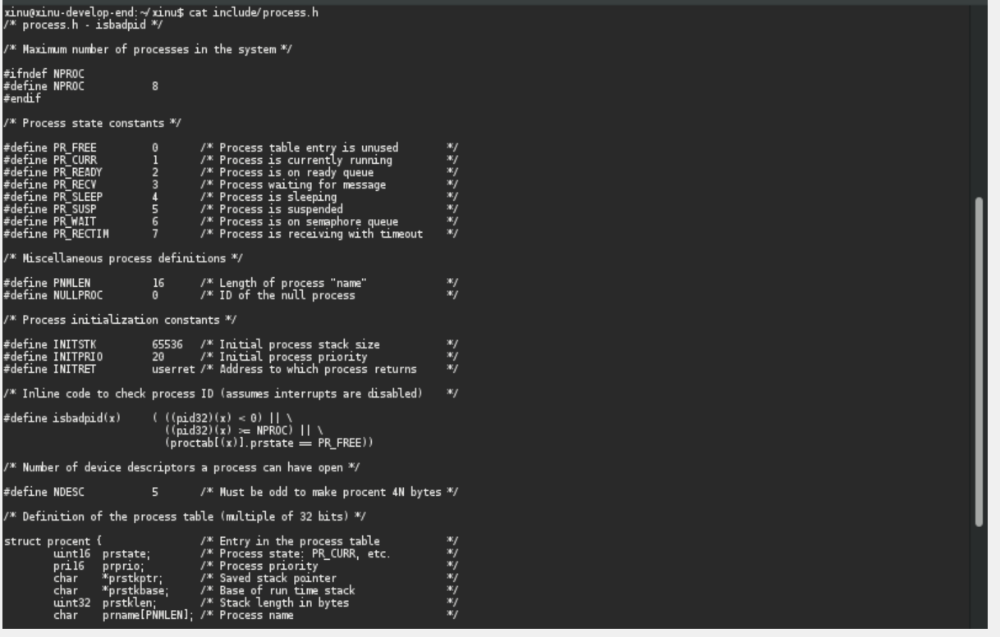 xinu@xinu-develop-end:~/xinu$ cat include/process.h
/* process.h - isbadpid */
/* Maximum number of processes in the system */
#ifndef NPROC
#define NPROC           8
#endif
/* Process state constants */
#define PR_FREE         0       /* Process table entry is unused        */
#define PR_CURR         1       /* Process is currently running         */
#define PR_READY        2       /* Process is on ready queue            */
#define PR_RECV         3       /* Process waiting for message          */
#define PR_SLEEP        4       /* Process is sleeping                  */
#define PR_SUSP         5       /* Process is suspended                 */
#define PR_WAIT         6       /* Process is on semaphore queue        */
#define PR_RECTIM       7       /* Process is receiving with timeout    */
/* Miscellaneous process definitions */
#define PNMLEN          16      /* Length of process "name"             */
#define NULLPROC        0       /* ID of the null process               */
/* Process initialization constants */
#define INITSTK         65536   /* Initial process stack size           */
#define INITPRIO        20      /* Initial process priority             */
#define INITRET         userret /* Address to which process returns     */
/* Inline code to check process ID (assumes interrupts are disabled)    */
#define isbadpid(x)     ( ((pid32)(x) < 0) || \
                          ((pid32)(x) >= NPROC) || \
                          (proctab[(x)].prstate == PR_FREE))
/* Number of device descriptors a process can have open */
#define NDESC           5       /* Must be odd to make procent 4N bytes */
/* Definition of the process table (multiple of 32 bits) */
struct procent {                /* Entry in the process table           */
        uint16  prstate;        /* Process state: PR_CURR, etc.         */
        pri16   prprio;         /* Process priority                     */
        char    *prstkptr;      /* Saved stack pointer                  */
        char    *prstkbase;     /* Base of run time stack               */
        uint32  prstklen;       /* Stack length in bytes                */
        char    prname[PNMLEN]; /* Process name                         */